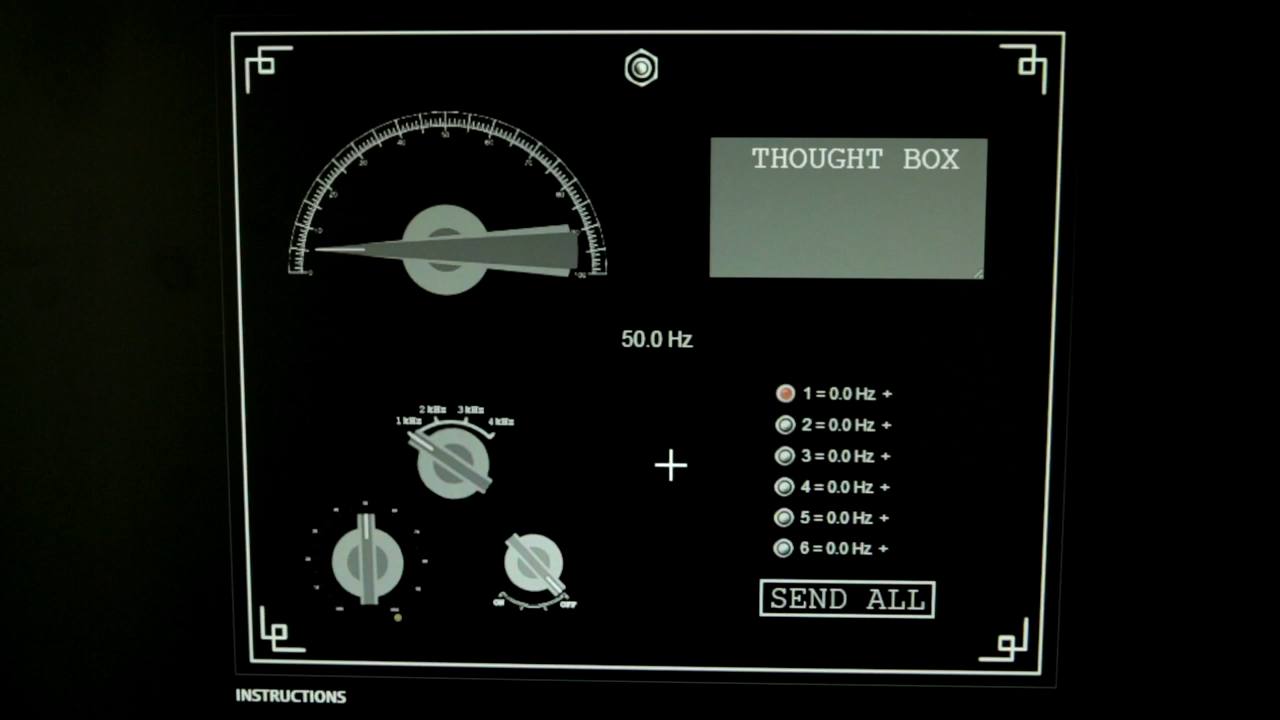 THOUGHT BOX
50.0 Hz
1 kHz 2 kHz 3 kHz 4 kHz
1 = 0.0 Hz +
2 = 0.0 Hz +
3 = 0.0 Hz +
4 = 0.0 Hz +
5 = 0.0 Hz +
6 = 0.0 Hz +
ON OFF
SEND ALL
INSTRUCTIONS